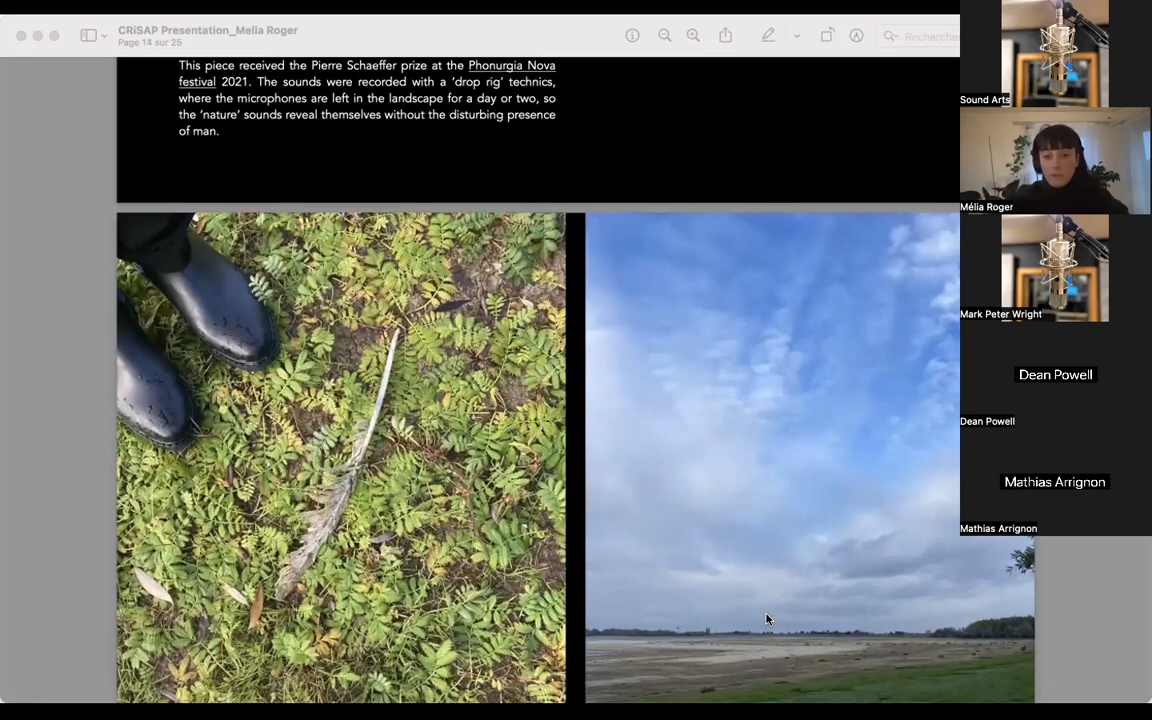 CRiSAP Presentation_Melia Roger
Page 14 sur 25
Rechercher
This piece received the Pierre Schaeffer prize at the Phonurgia Nova
festival 2021. The sounds were recorded with a ‘drop rig’ technics,
where the microphones are left in the landscape for a day or two, so
the ‘nature’ sounds reveal themselves without the disturbing presence
of man.
Sound Arts
Mélia Roger
Mark Peter Wright
Dean Powell
Dean Powell
Mathias Arrignon
Mathias Arrignon